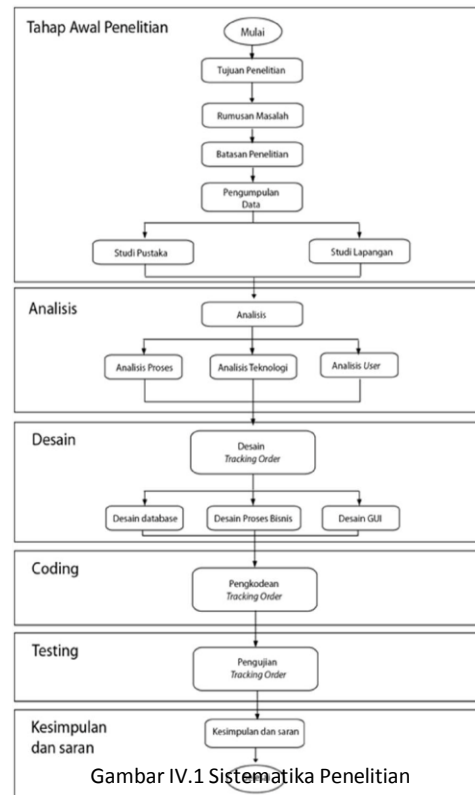 Tahap Awal Penelitian
Mulai
Tujuan Penelitian
Rumusan Masalah
Batasan Penelitian
Pengumpulan
Data
Studi Pustaka
Studi Lapangan
Analisis
Analisis
Analisis Proses
Analisis Teknologi
Analisis User
Desain
Desain
Tracking Order
Desain database
Desain Proses Bisnis
Desain GUI
Coding
Pengkodean
Tracking Order
Testing
Pengujian
Tracking Order
Kesimpulan
dan saran
Kesimpulan dan saran
Gambar IV.1 Sistematika Penelitian